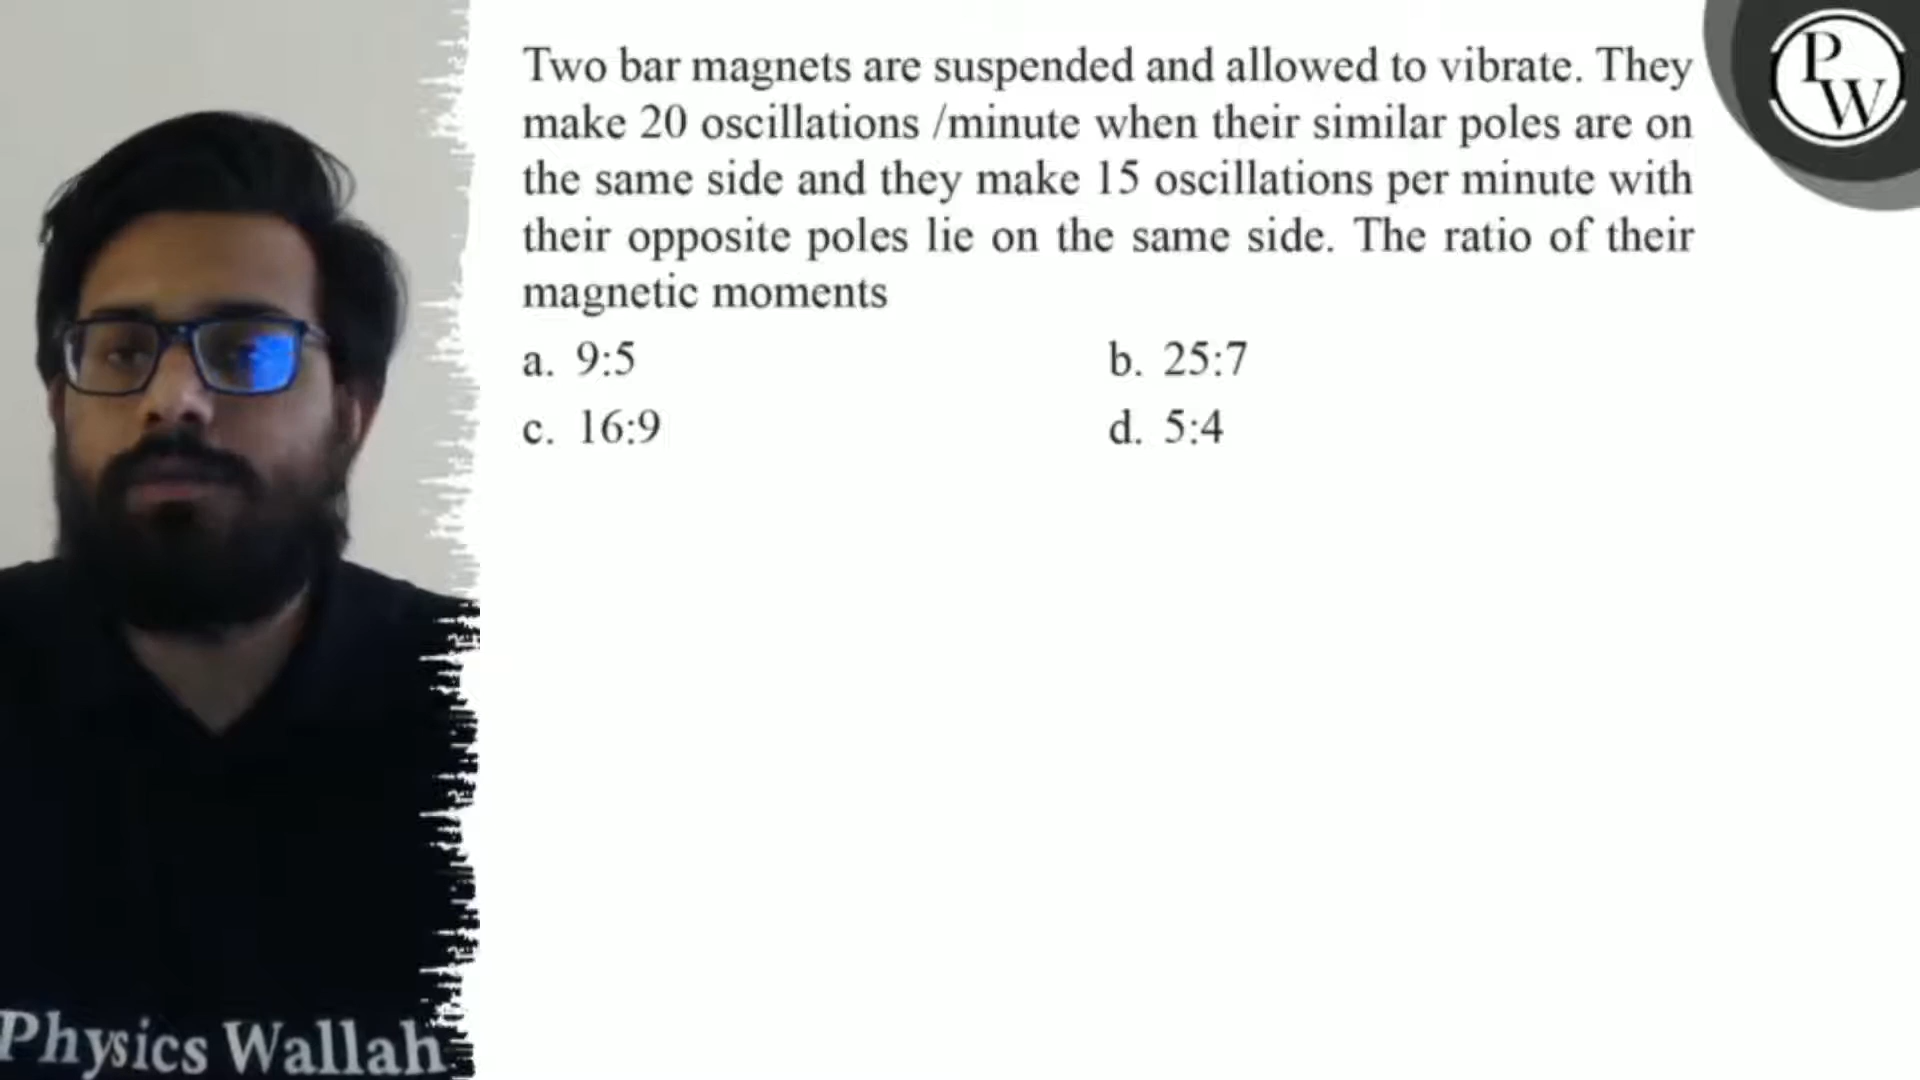 Two bar magnets are suspended and allowed to vibrate. They
make 20 oscillations /minute when their similar poles are on
the same side and they make 15 oscillations per minute with
their opposite poles lie on the same side. The ratio of their
magnetic moments
a. 9:5 b. 25:7
c. 16:9 d. 5:4
PW
Physics Wallah